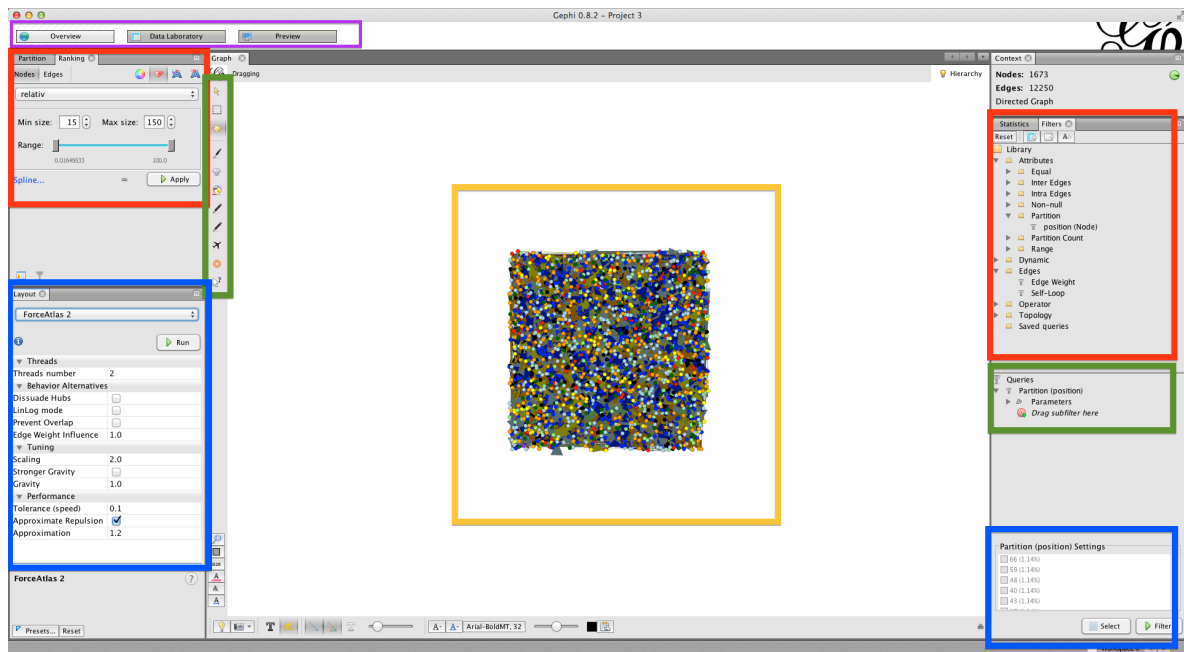 Gephi 0.8.2 - Project 3
Overview
Data Laboratory
Preview
Partition
Ranking
Nodes
Edges
relativ
Min size: 15
Max size: 150
Range:
0.01646633
100.0
Spline...
=
Apply
Layout
ForceAtlas 2
Run
Threads
Threads number 2
Behavior Alternatives
Dissuade Hubs
LinLog mode
Prevent Overlap
Edge Weight Influence 1.0
Tuning
Scaling 2.0
Stronger Gravity
Gravity 1.0
Performance
Tolerance (speed) 0.1
Approximate Repulsion
Approximation 1.2
ForceAtlas 2
?
Presets...
Reset
Graph
Dragging
Hierarchy
A
A
A
T
A-
A-
Arial-BoldMT, 32
Context
Nodes: 1673
Edges: 12250
Directed Graph
Statistics
Filters
Reset
Library
Attributes
Equal
Inter Edges
Intra Edges
Non-null
Partition
position (Node)
Partition Count
Range
Dynamic
Edges
Edge Weight
Self-Loop
Operator
Topology
Saved queries
Queries
Partition (position)
Parameters
Drag subfilter here
Partition (position) Settings
66 (1.14%)
59 (1.14%)
48 (1.14%)
40 (1.14%)
43 (1.14%)
Select
Filter